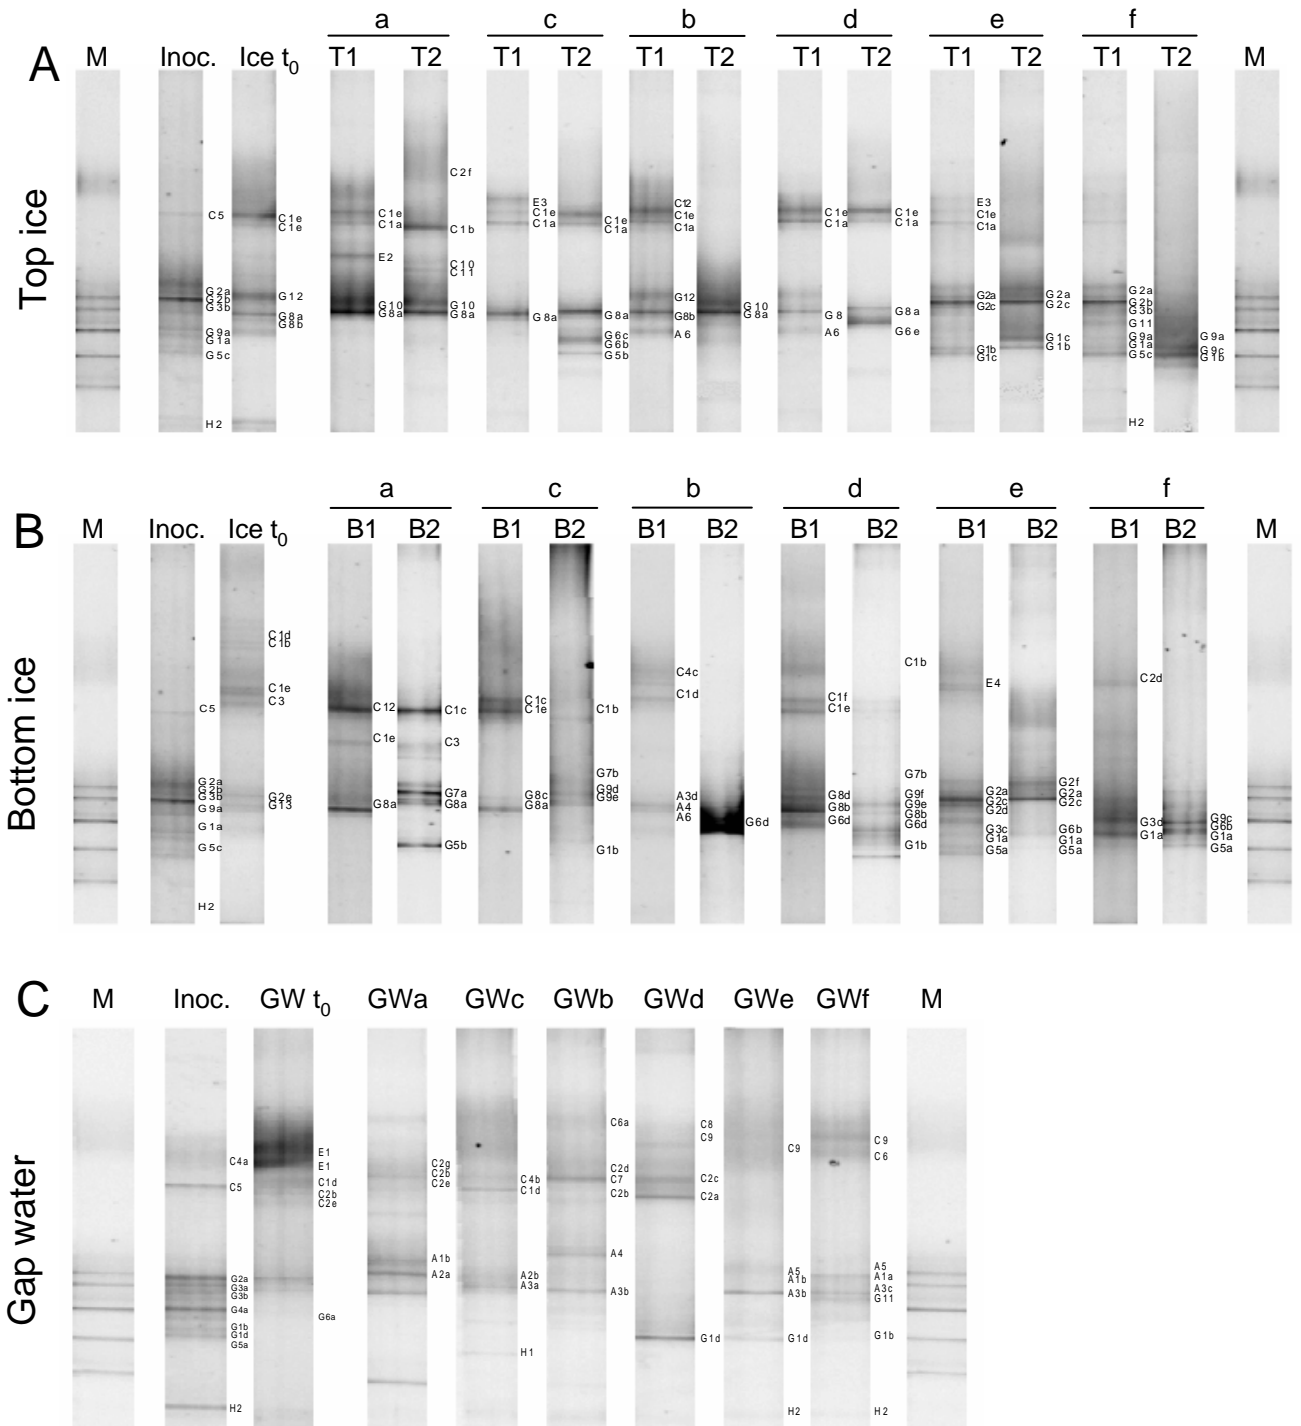 a c b d e f
A M Inoc. Ice t0 T1 T2 T1 T2 T1 T2 T1 T2 T1 T2 T1 T2 M
Top ice
C5
G2a
G2b
G3b
G9a
G1a
G5c
H2
C1e
C1e
G12
G8a
G8b
C1e
C1a
E2
G10
G8a
C2f
C1b
C10
C11
G10
G8a
E3
C1e
C1a
G8a
C1e
C1a
G8a
G6c
G6b
G5b
C12
C1e
C1a
G12
G8b
A6
G10
G8a
C1e
C1a
G8
A6
C1e
C1a
G8a
G6e
E3
C1e
C1a
G2a
G2c
G1b
G1c
G2a
G2c
G1c
G1b
G2a
G2b
G3b
G11
G9a
G1a
G5c
H2
G9a
G9c
G1b
a c b d e f
B M Inoc. Ice t0 B1 B2 B1 B2 B1 B2 B1 B2 B1 B2 B1 B2 M
Bottom ice
C5
G2a
G2b
G3b
G9a
G1a
G5c
H2
C1d
C1b
C1e
C3
G2e
G13
C12
C1e
G8a
C1c
C3
G7a
G8a
G5b
C1c
C1e
G8c
G8a
C1b
G7b
G9d
G9e
G1b
C4c
C1d
A3d
A4
A6
G6d
C1f
C1e
G8d
G8b
G6d
C1b
G7b
G9f
G9e
G8b
G6d
G1b
E4
G2a
G2c
G2d
G3c
G1a
G5a
G2f
G2a
G2c
G6b
G1a
G5a
C2d
G3d
G1a
G9c
G6b
G1a
G5a
C M Inoc. GW t0 GWa GWc GWb GWd GWe GWf M
Gap water
C4a
C5
G2a
G3a
G3b
G4a
G1b
G1d
G5a
H2
E1
E1
C1d
C2b
C2e
G6a
C2g
C2b
C2e
A1b
A2a
C4b
C1d
A2b
A3a
H1
C6a
C2d
C7
C2b
A4
A3b
C8
C9
C2c
C2a
G1d
C9
A5
A1b
A3b
G1d
H2
C9
C6
A5
A1a
A3c
G11
G1b
H2